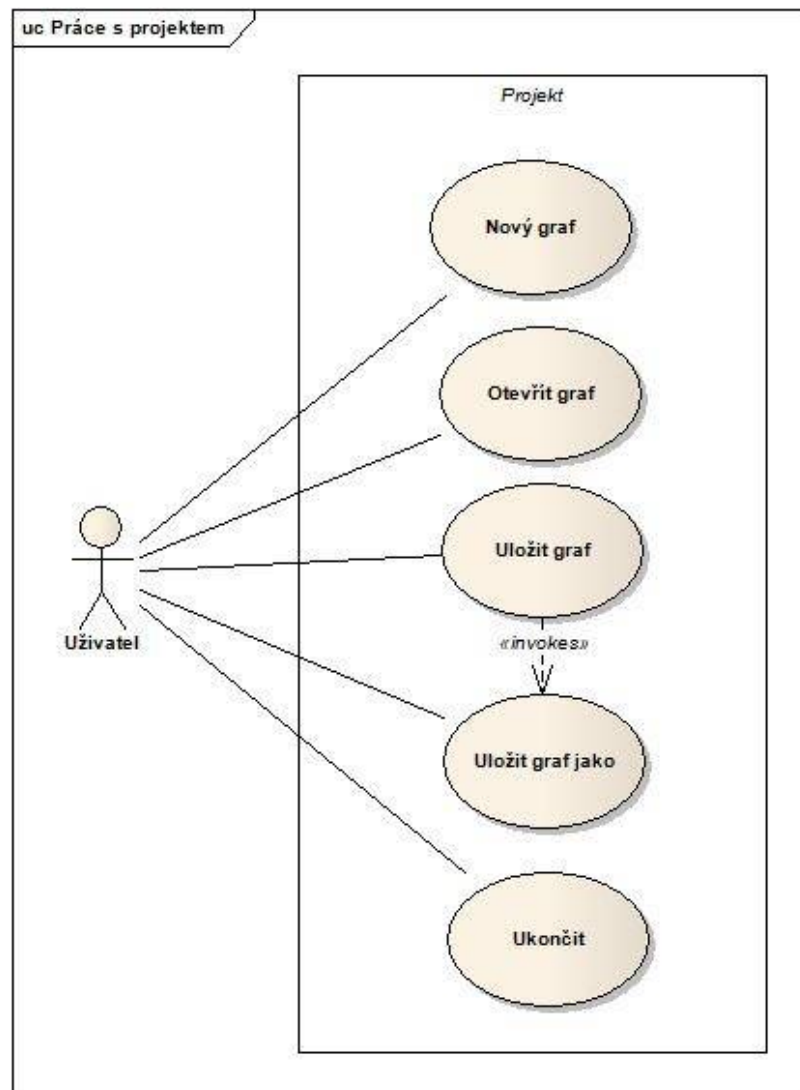 uc Práce s projektem
Projekt
Nový graf
Otevřít graf
Uložit graf
«invokes»
Uživatel
Uložit graf jako
Ukončit